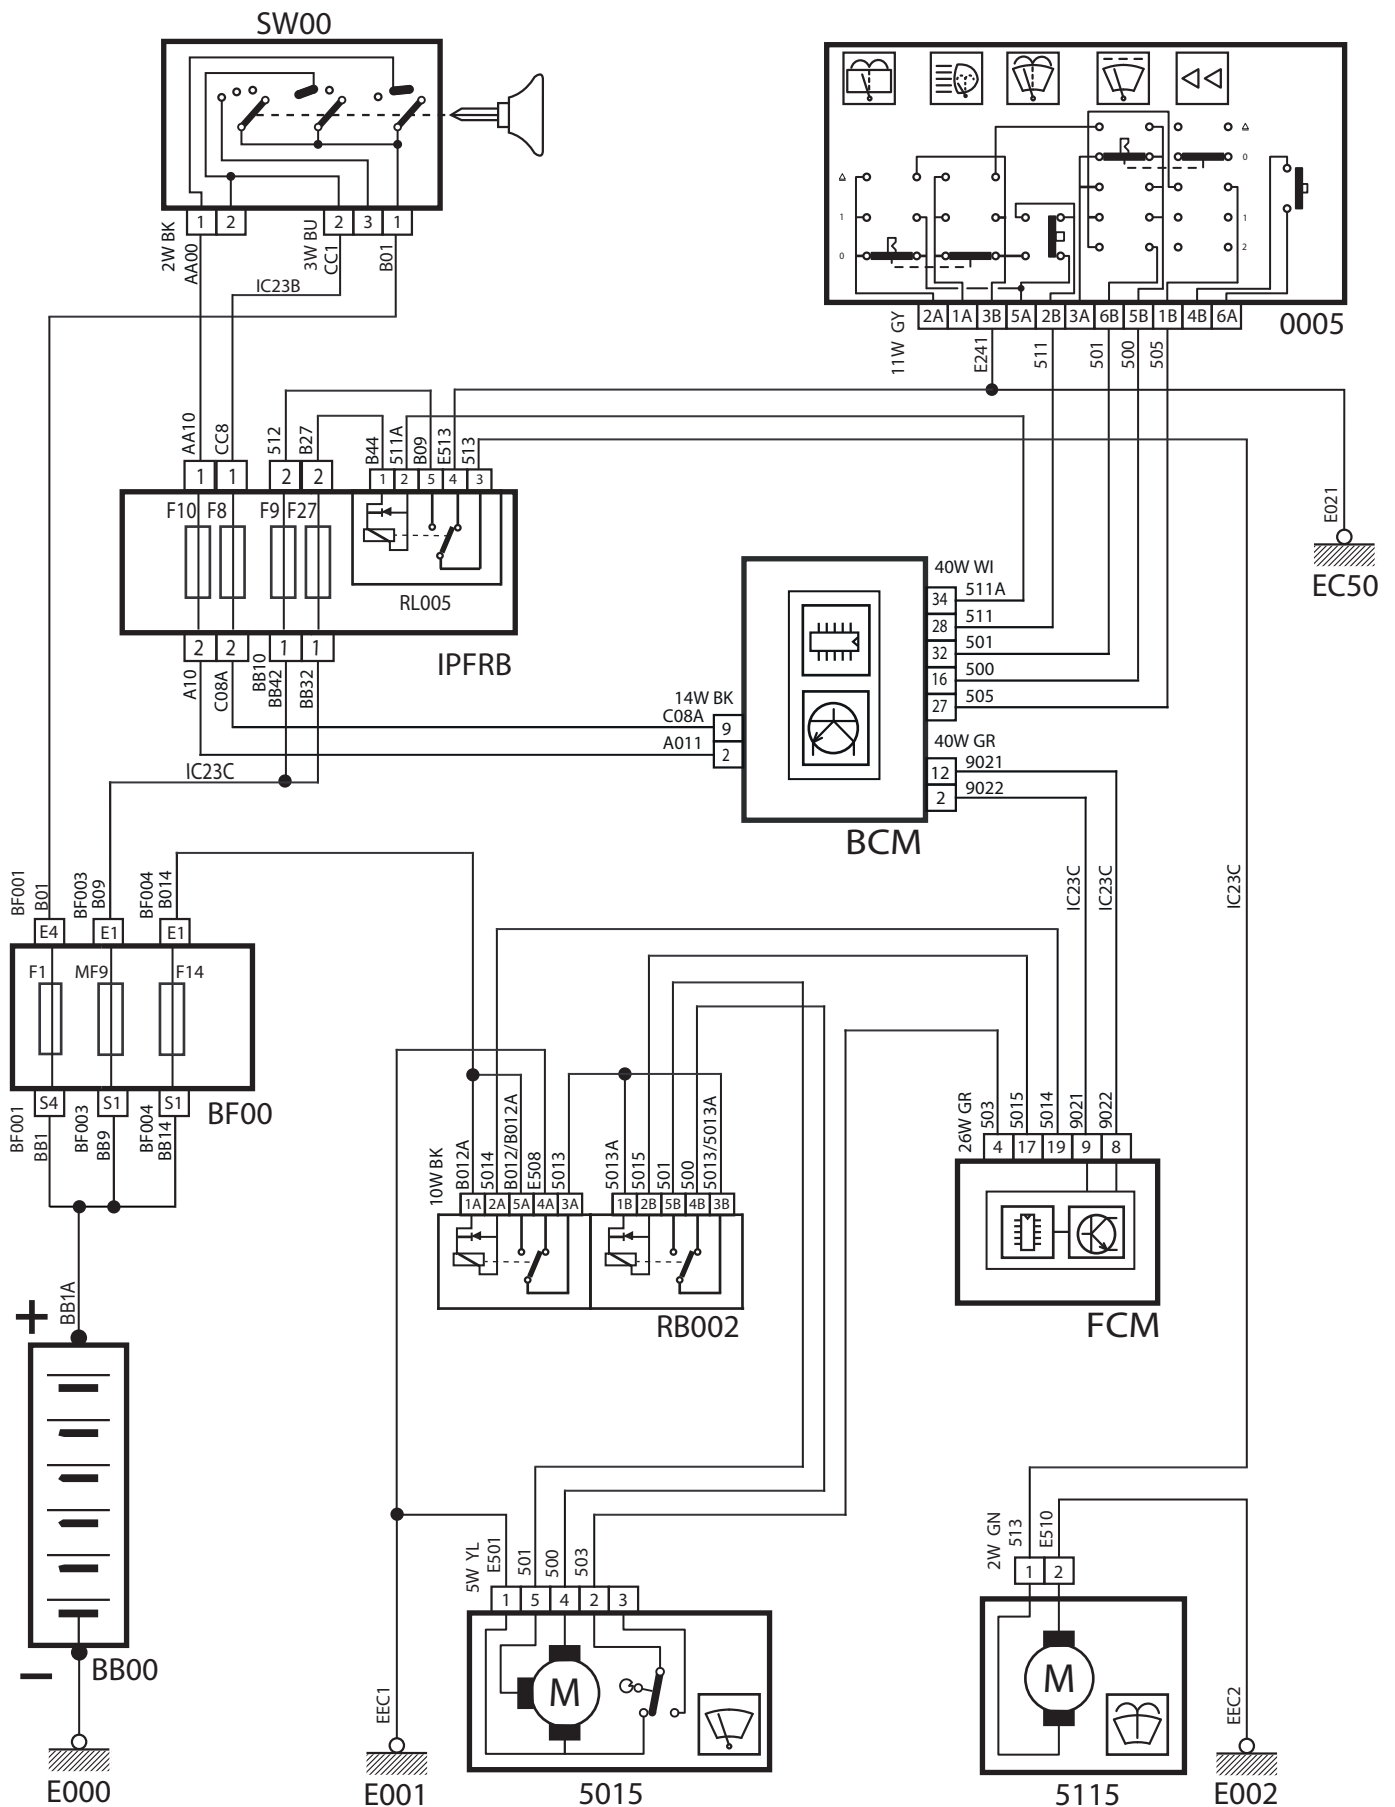 SW00
1 2
2 3 1
2W BK
AA00
3W BU
CC1
B01
IC23B
Δ
0
1
2
Δ
1
0
2A 1A 3B 5A 2B 3A 6B 5B 1B 4B 6A
0005
11W GY
E241
511
501
500
505
AA10
CC8
512
B27
B44
511A
B09
E513
513
1 1 2 2
1 2 5 4 3
F10 F8 F9 F27
RL005
2 2 1 1
IPFRB
A10
C08A
BB10
BB42
BB32
E021
EC50
40W WI
34 511A
28 511
32 501
16 500
27 505
14W BK
C08A 9
A011 2
40W GR
12 9021
2 9022
BCM
IC23C
IC23C
IC23C
IC23C
BF001
B01
BF003
B09
BF004
B014
E4 E1 E1
F1 MF9 F14
S4 S1 S1
BF00
BF001
BB1
BF003
BB9
BF004
BB14
10W BK
B012A
5014
B012/B012A
E508
5013
5013A
5015
501
500
5013/5013A
1A 2A 5A 4A 3A
1B 2B 5B 4B 3B
RB002
26W GR
503
5015
5014
9021
9022
4 17 19 9 8
FCM
BB1A
+
−
BB00
E000
EEC1
E001
5W YL
E501
501
500
503
1 5 4 2 3
M
5015
2W GN
513
E510
1 2
M
5115
EEC2
E002